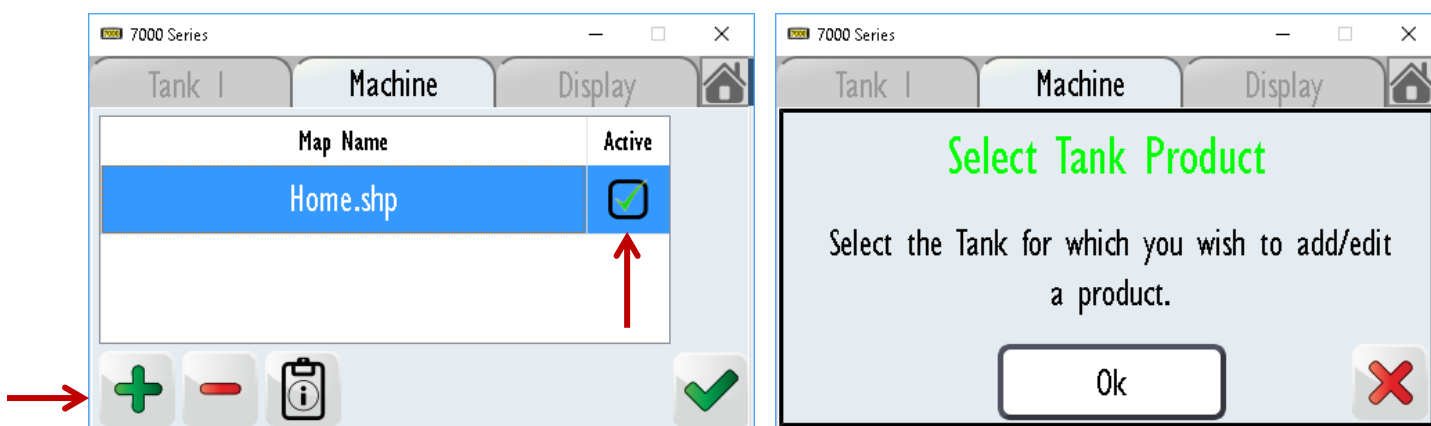 7000 Series
Tank 1
Machine
Display
Map Name
Active
Home.shp
7000 Series
Tank 1
Machine
Display
Select Tank Product
Select the Tank for which you wish to add/edit
a product.
Ok